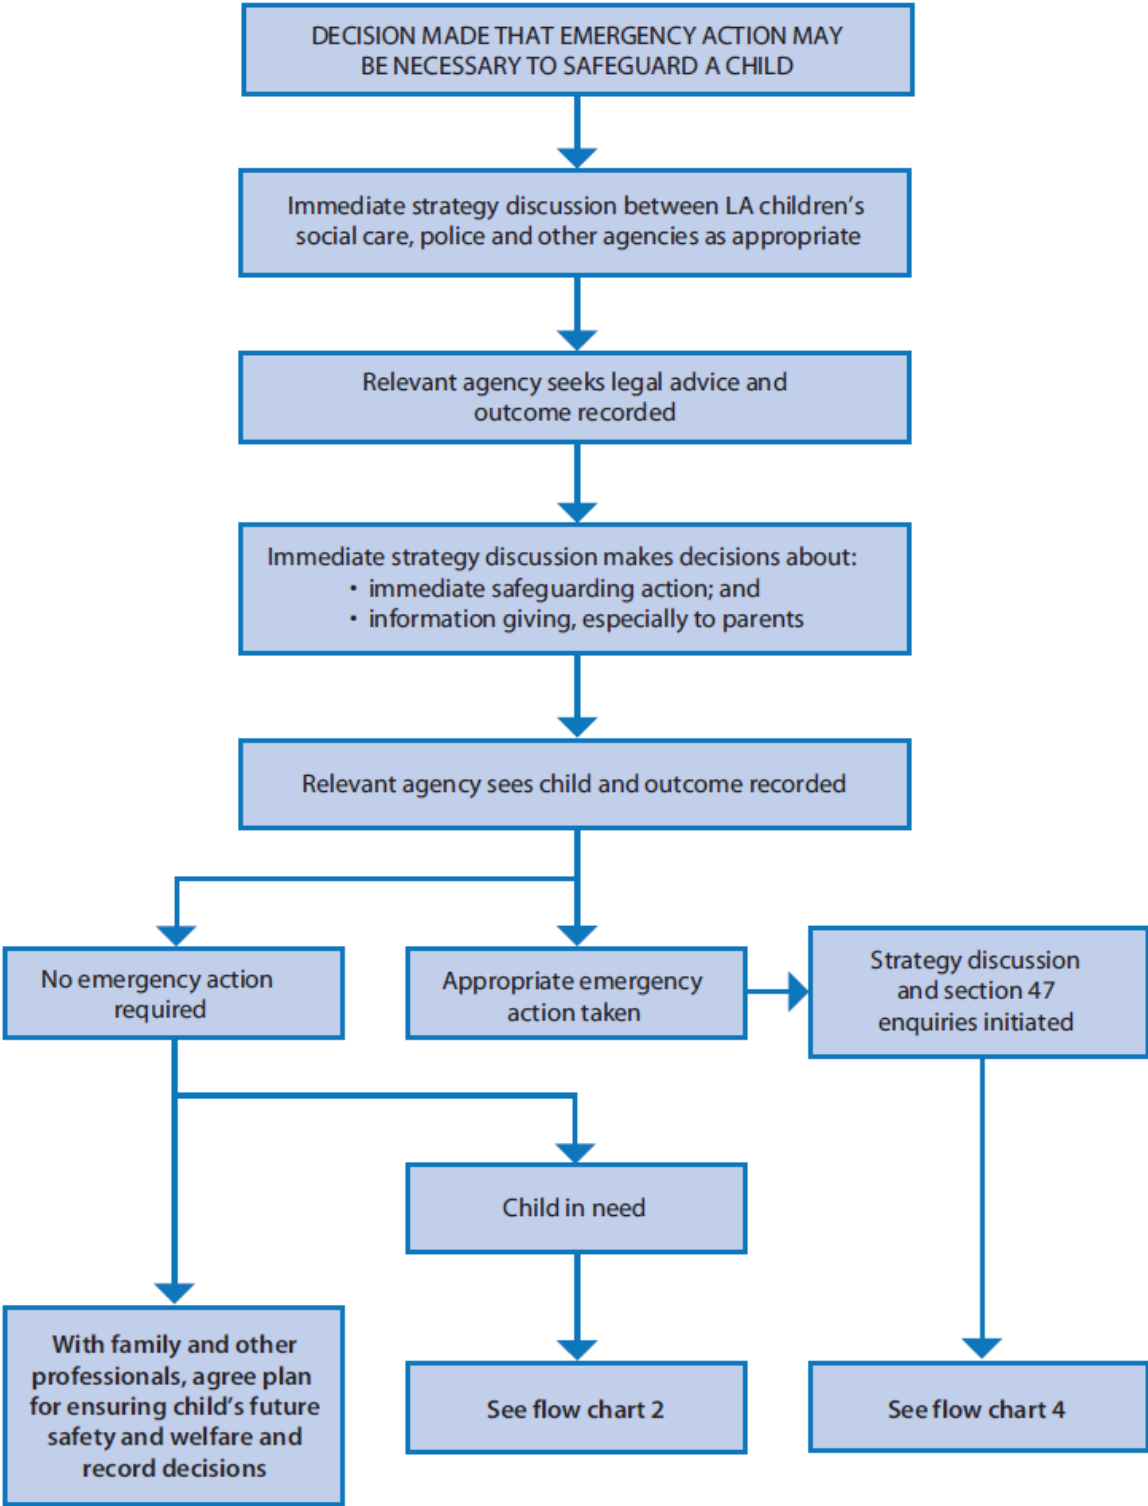 DECISION MADE THAT EMERGENCY ACTION MAY
BE NECESSARY TO SAFEGUARD A CHILD
Immediate strategy discussion between LA children's
social care, police and other agencies as appropriate
Relevant agency seeks legal advice and
outcome recorded
Immediate strategy discussion makes decisions about:
• immediate safeguarding action; and
• information giving, especially to parents
Relevant agency sees child and outcome recorded
No emergency action
required
Appropriate emergency
action taken
Strategy discussion
and section 47
enquiries initiated
Child in need
With family and other
professionals, agree plan
for ensuring child's future
safety and welfare and
record decisions
See flow chart 2
See flow chart 4